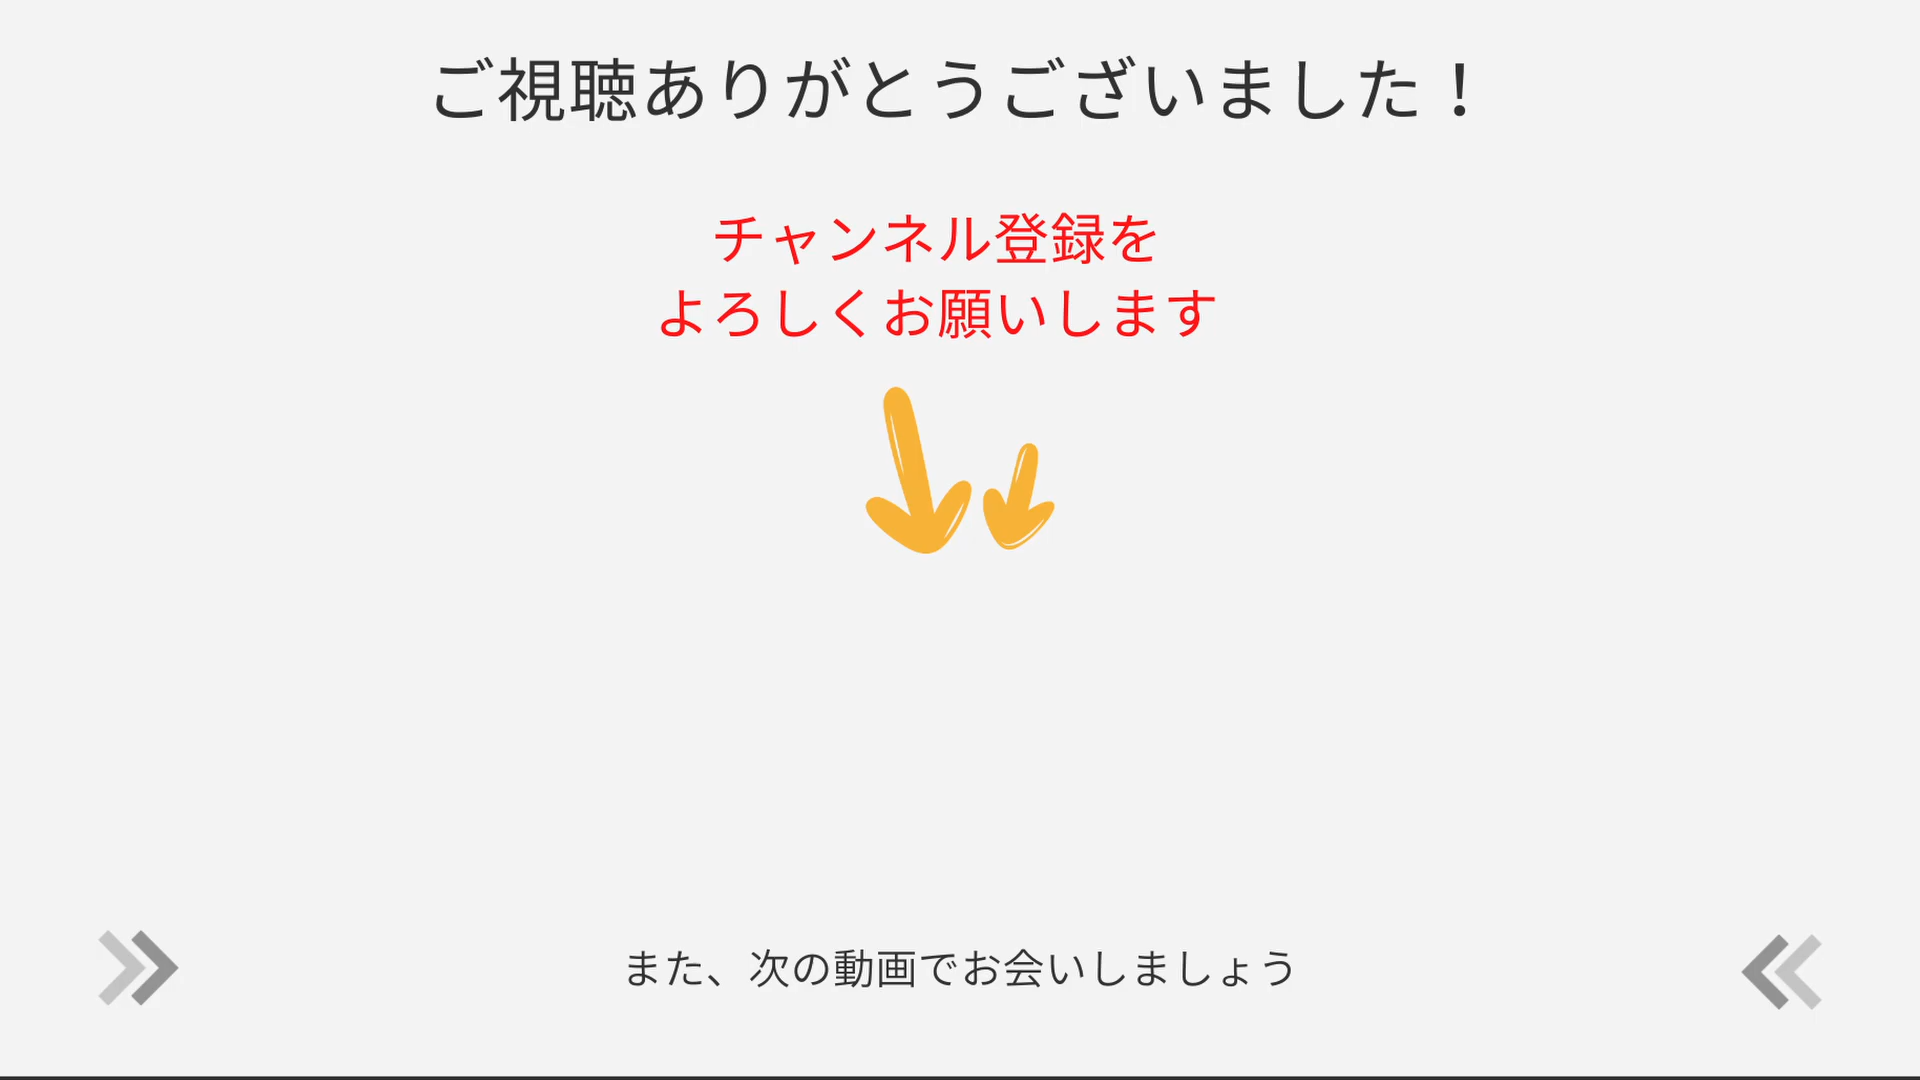 ご視聴ありがとうございました！
チャンネル登録を
よろしくお願いします
また、次の動画でお会いしましょう